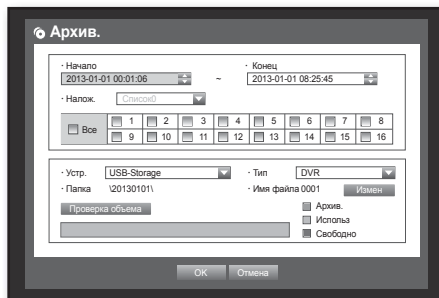 Архив.
· Начало · Конец
2013-01-01 00:01:06 ~ 2013-01-01 08:25:45
· Налож. Список0
Все 1 2 3 4 5 6 7 8
9 10 11 12 13 14 15 16
· Устр. USB-Storage · Тип DVR
· Папка \20130101\ · Имя файла 0001 Измен
Проверка объема Архив.
Использ
Свободно
OK Отмена